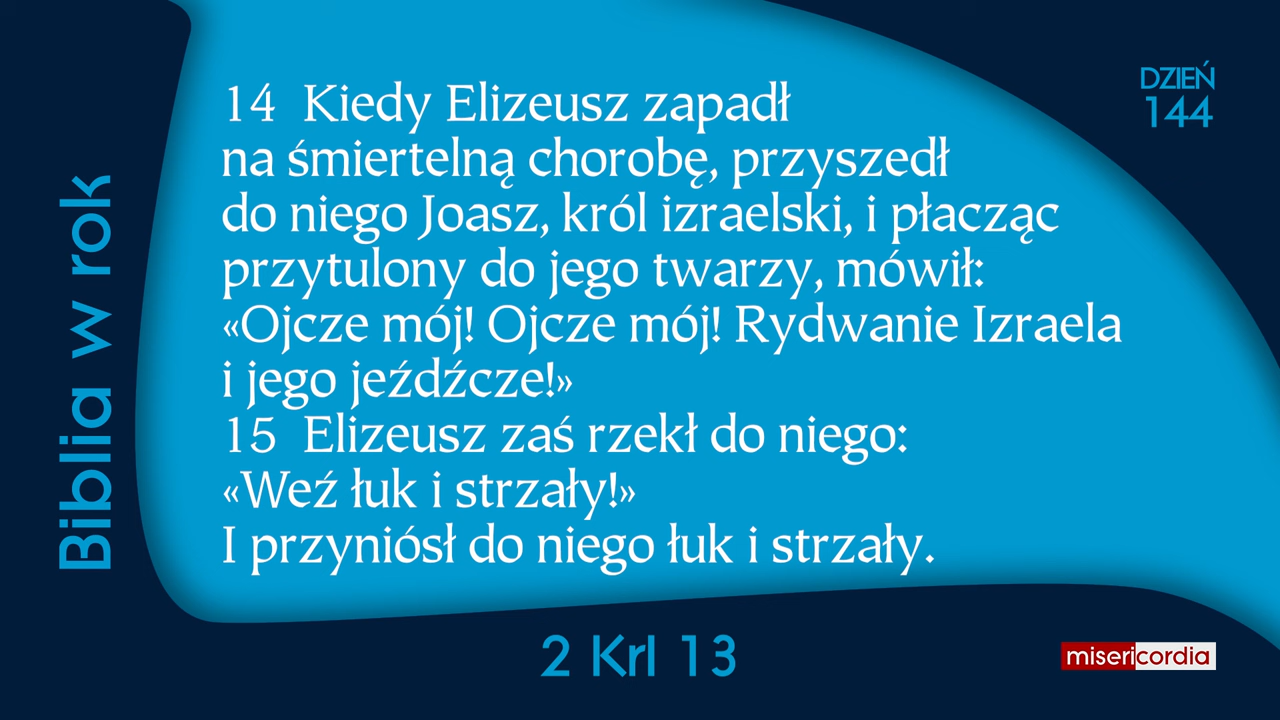 DZIEŃ
144
Biblia w rok
14 Kiedy Elizeusz zapadł
na śmiertelną chorobę, przyszedł
do niego Joasz, król izraelski, i płacząc
przytulony do jego twarzy, mówił:
«Ojcze mój! Ojcze mój! Rydwanie Izraela
i jego jeźdźcze!»
15 Elizeusz zaś rzekł do niego:
«Weź łuk i strzały!»
I przyniósł do niego łuk i strzały.
2 Krl 13
misericordia